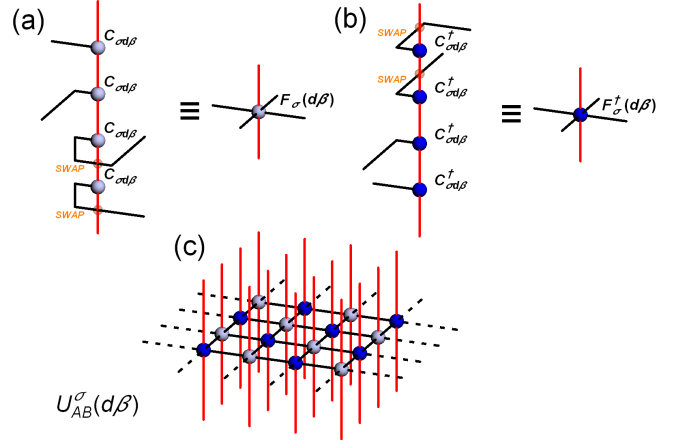 (a)
C_{σdβ}
C_{σdβ}
C_{σdβ}
SWAP
C_{σdβ}
SWAP
≡
F_σ(dβ)
(b)
SWAP
C^†_{σdβ}
SWAP
C^†_{σdβ}
C^†_{σdβ}
C^†_{σdβ}
≡
F^†_σ(dβ)
(c)
U^σ_{AB}(dβ)